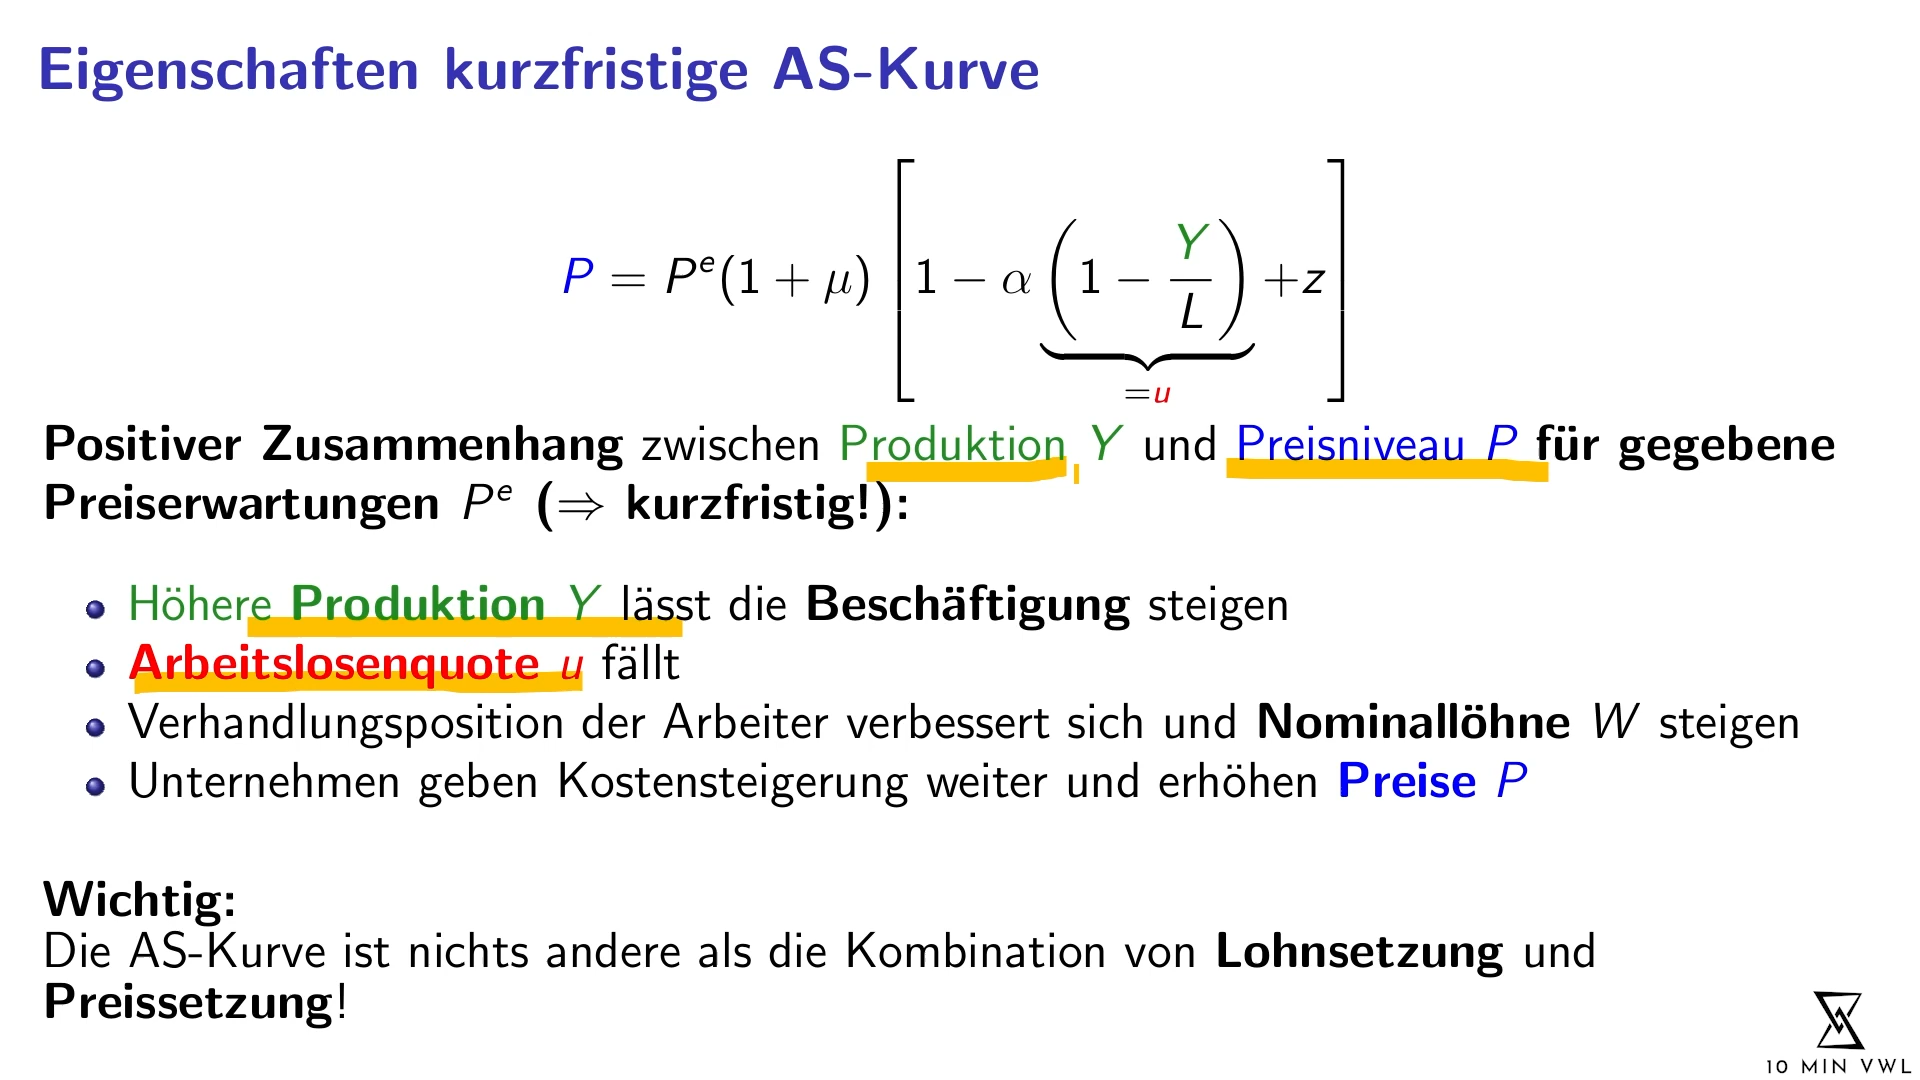 Eigenschaften kurzfristige AS-Kurve
P = Pᵉ(1 + μ) [1 − α (1 − Y/L) + z]
=u
Positiver Zusammenhang zwischen Produktion Y und Preisniveau P für gegebene
Preiserwartungen Pᵉ (⇒ kurzfristig!):
Höhere Produktion Y lässt die Beschäftigung steigen
Arbeitslosenquote u fällt
Verhandlungsposition der Arbeiter verbessert sich und Nominallöhne W steigen
Unternehmen geben Kostensteigerung weiter und erhöhen Preise P
Wichtig:
Die AS-Kurve ist nichts andere als die Kombination von Lohnsetzung und
Preissetzung!
10 MIN VWL